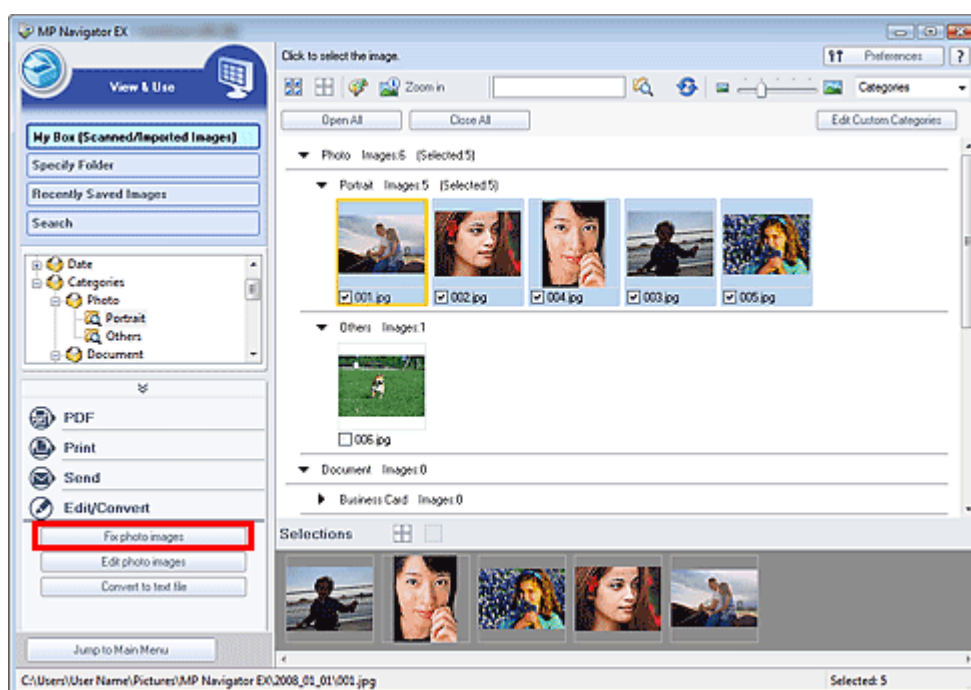 MP Navigator EX
View & Use
My Box (Scanned/Imported Images)
Specify Folder
Recently Saved Images
Search
Date
Categories
Photo
Portrait
Others
Document
PDF
Print
Send
Edit/Convert
Fix photo images
Edit photo images
Convert to text file
Jump to Main Menu
Click to select the image.
Preferences
?
Zoom in
Categories
Open All
Close All
Edit Custom Categories
Photo Images:6 (Selected:5)
Portrait Images:5 (Selected:5)
001.jpg
002.jpg
004.jpg
003.jpg
005.jpg
Others Images:1
006.jpg
Document Images:0
Business Card Images:0
Selections
C:\Users\User Name\Pictures\MP Navigator EX\2008_01_01\001.jpg
Selected: 5